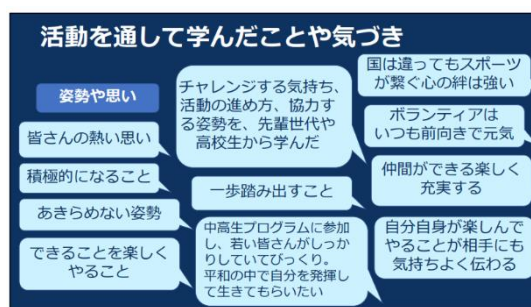 活動を通して学んだことや気づき
姿勢や思い
皆さんの熱い思い
積極的になること
あきらめない姿勢
できることを楽しく
やること
チャレンジする気持ち、
活動の進め方、協力す
る姿勢を、先輩世代や
高校生から学んだ
一歩踏み出すこと
中高生プログラムに参加
し、若い皆さんがしっか
りしていてびっくり。
平和の中で自分を発揮し
て生きてもらいたい
国は違ってもスポーツ
が繋ぐ心の絆は強い
ボランティアは
いつも前向きで元気
仲間ができる楽しく
充実する
自分自身が楽しんで
やることが相手にも
気持ちよく伝わる